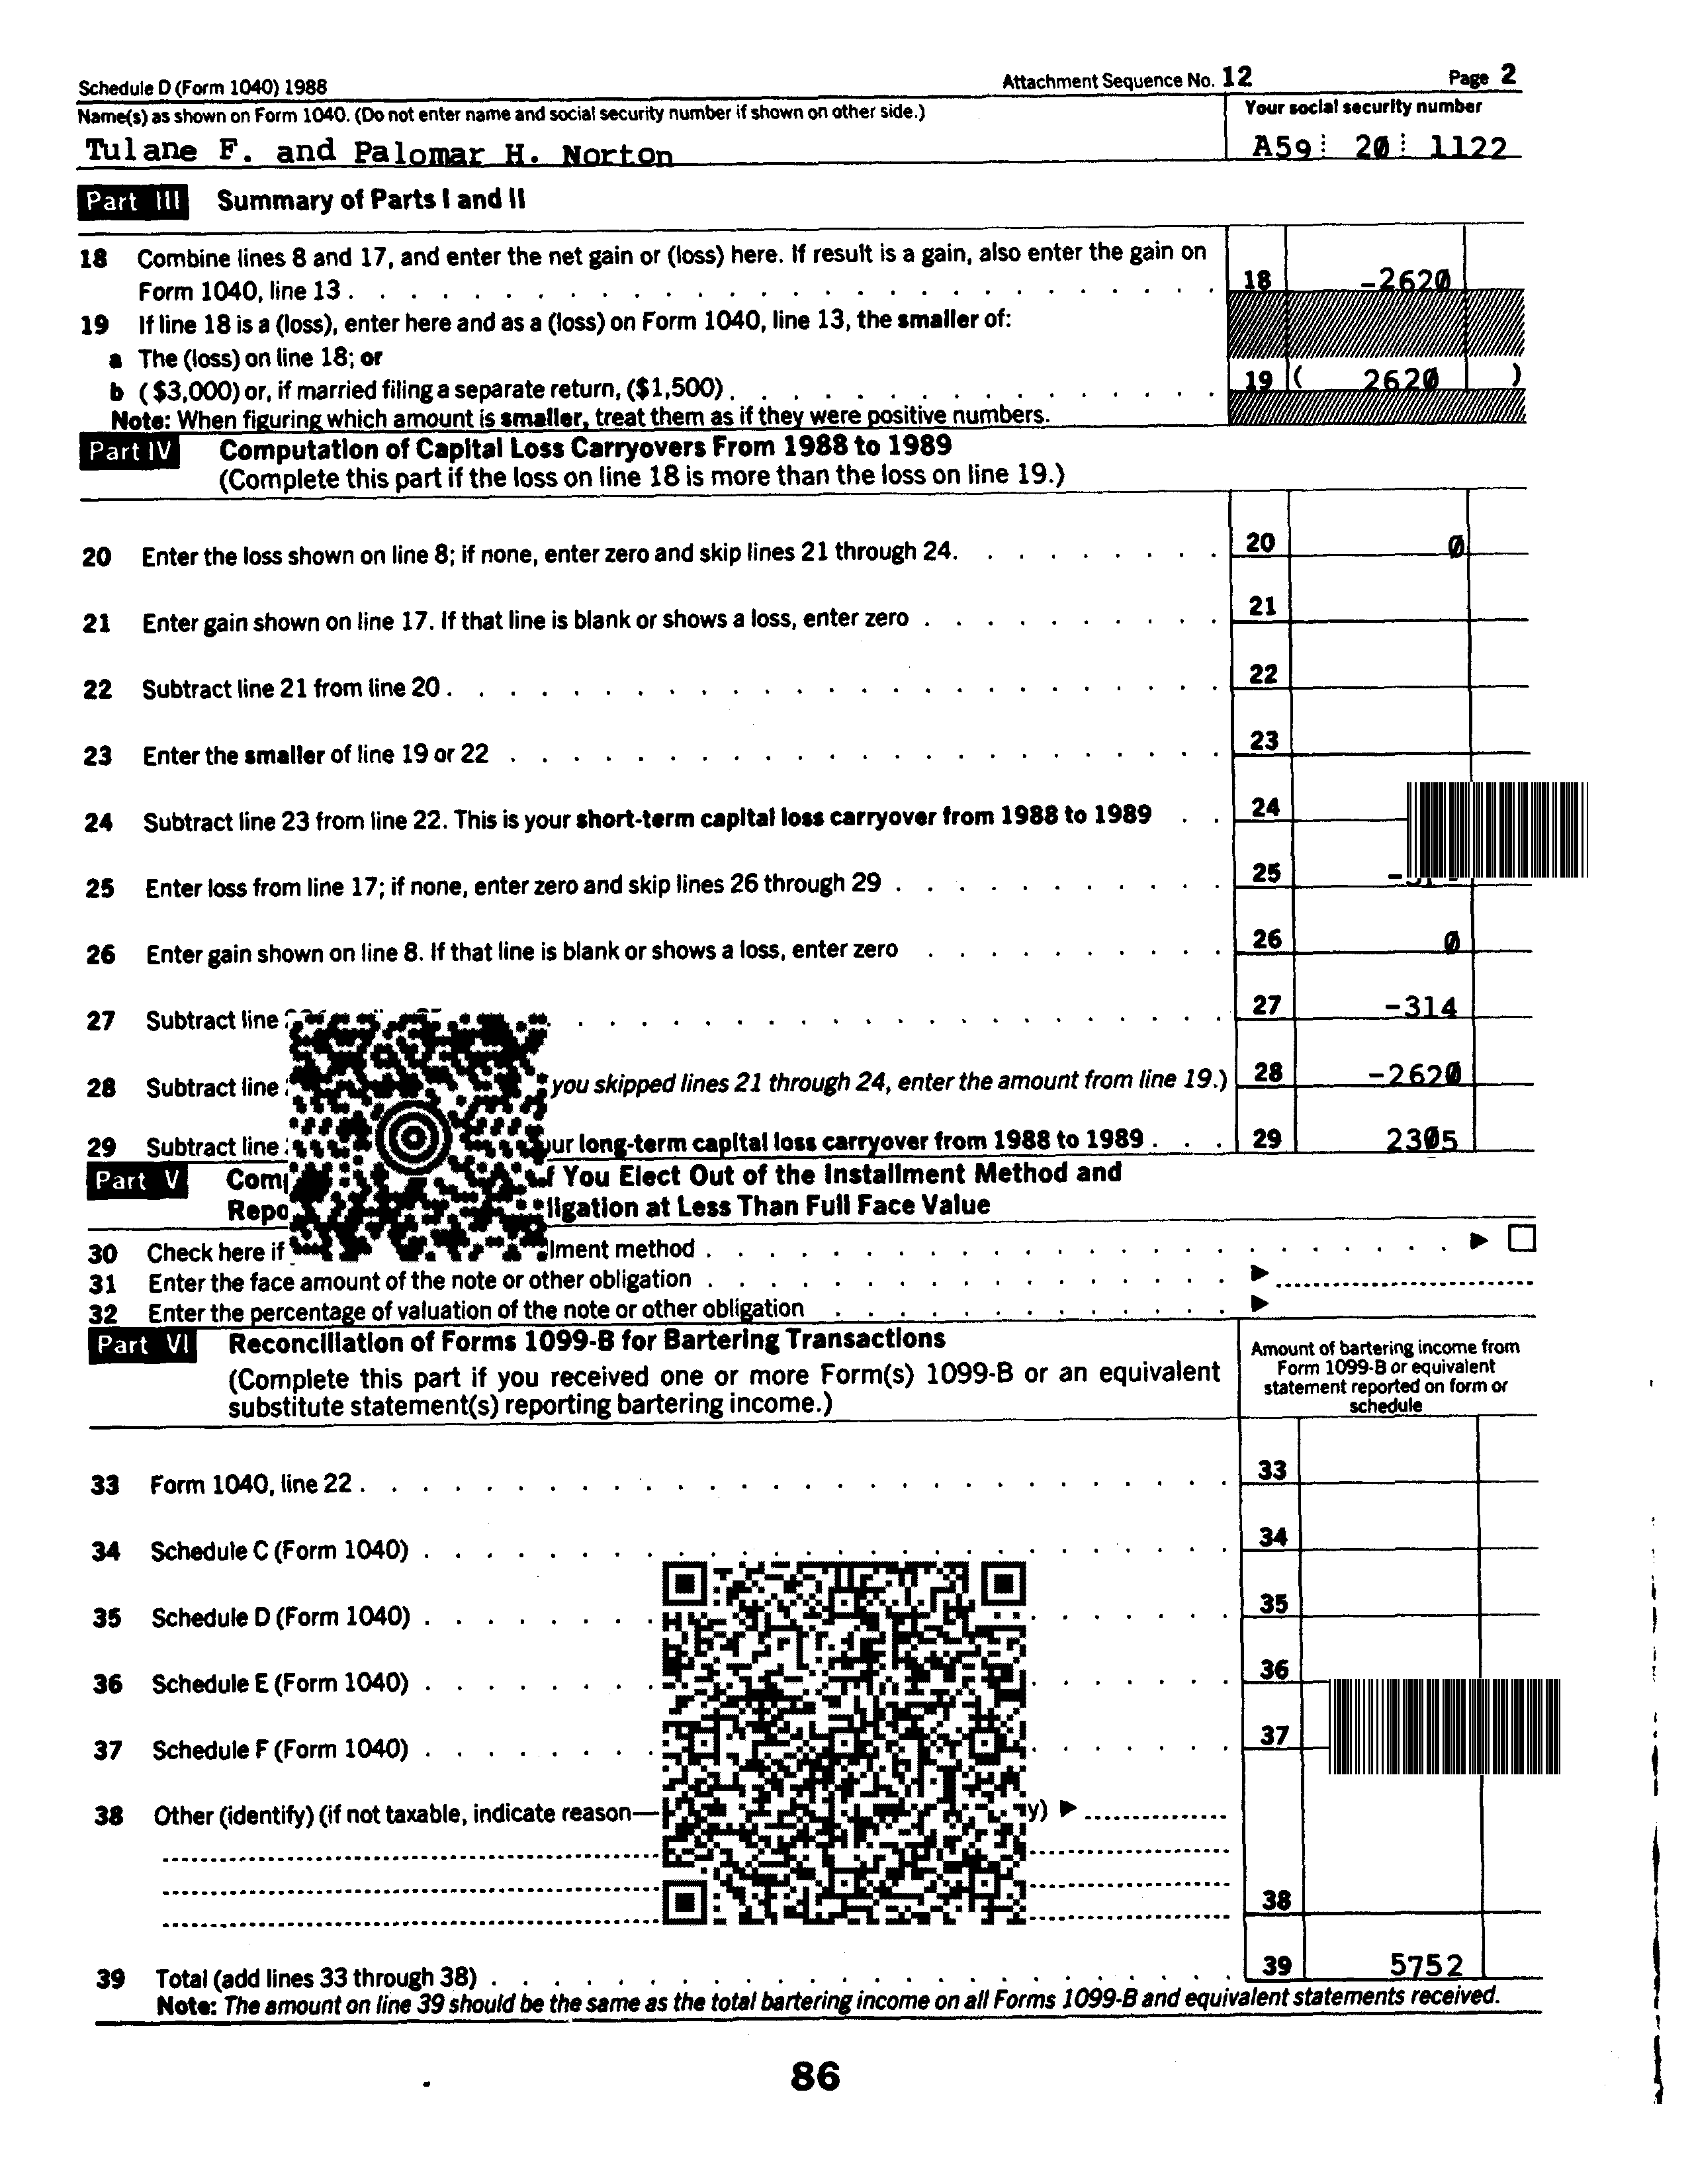 Schedule D (Form 1040) 1988 Attachment Sequence No. 12 Page 2
Name(s) as shown on Form 1040. (Do not enter name and social security number if shown on other side.) Your social security number
Tulane F. and Palomar H. Norton A59 20 1122
Part III Summary of Parts I and II
18 Combine lines 8 and 17, and enter the net gain or (loss) here. If result is a gain, also enter the gain on
Form 1040, line 13 . . . . . . . . . . . . . . . . . . . . . . . . . . . . 18 -2620
19 If line 18 is a (loss), enter here and as a (loss) on Form 1040, line 13, the smaller of:
a The (loss) on line 18; or
b ($3,000) or, if married filing a separate return, ($1,500) . . . . . . . . . . . . . . . . 19 ( 2620 )
Note: When figuring which amount is smaller, treat them as if they were positive numbers.
Part IV Computation of Capital Loss Carryovers From 1988 to 1989
(Complete this part if the loss on line 18 is more than the loss on line 19.)
20 Enter the loss shown on line 8; if none, enter zero and skip lines 21 through 24. . . . . . . . . . 20 0
21 Enter gain shown on line 17. If that line is blank or shows a loss, enter zero . . . . . . . . . . 21
22 Subtract line 21 from line 20 . . . . . . . . . . . . . . . . . . . . . . . . . 22
23 Enter the smaller of line 19 or 22 . . . . . . . . . . . . . . . . . . . . . . . 23
24 Subtract line 23 from line 22. This is your short-term capital loss carryover from 1988 to 1989 . . 24
25 Enter loss from line 17; if none, enter zero and skip lines 26 through 29 . . . . . . . . . . . 25
26 Enter gain shown on line 8. If that line is blank or shows a loss, enter zero . . . . . . . . . . 26 0
27 Subtract line . . . . . . . . . . . . . . . . . . . . . 27 -314
28 Subtract line you skipped lines 21 through 24, enter the amount from line 19.) 28 -2620
29 Subtract line long-term capital loss carryover from 1988 to 1989 . . . 29 2305
Part V You Elect Out of the Installment Method and
at Less Than Full Face Value
30 Check here if method . . . . . . . . . . . . . . . . . . . . . . . .
31 Enter the face amount of the note or other obligation . . . . . . . . . . . . . . . . .
32 Enter the percentage of valuation of the note or other obligation . . . . . . . . . . . . .
Part VI Reconciliation of Forms 1099-B for Bartering Transactions
(Complete this part if you received one or more Form(s) 1099-B or an equivalent
substitute statement(s) reporting bartering income.)
Amount of bartering income from
Form 1099-B or equivalent
statement reported on form or
schedule
33 Form 1040, line 22 . . . . . . . . . . . . . . . . . . . . . . . . . . . . 33
34 Schedule C (Form 1040) . . . . . . . . . . . . . . . . . . . . . . . . . . 34
35 Schedule D (Form 1040) . . . . . . . . . . . . . . . 35
36 Schedule E (Form 1040) . . . . . . . . . . . . . . . 36
37 Schedule F (Form 1040) . . . . . . . . . . . . . . . 37
38 Other (identify) (if not taxable, indicate reason—
38
39 Total (add lines 33 through 38) . . . . . . . . . . . . . . . . . . . . . . . . 39 5752
Note: The amount on line 39 should be the same as the total bartering income on all Forms 1099-B and equivalent statements received.
86